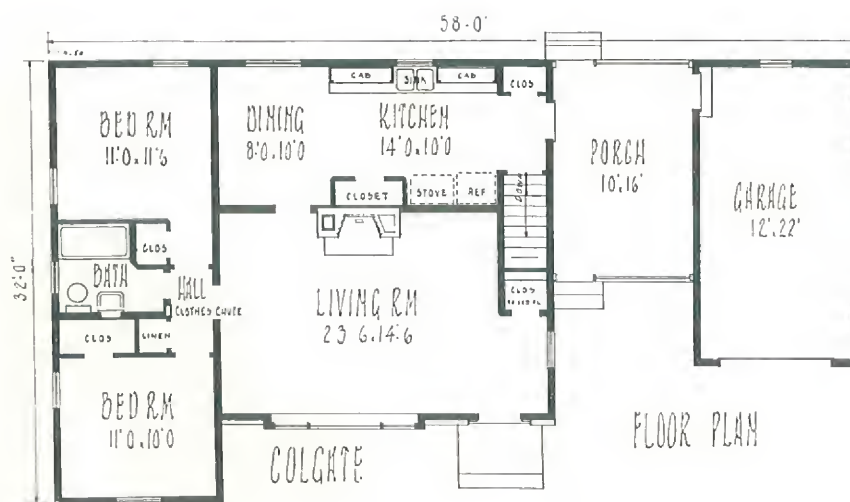 58-0"
32'-0"
BED RM
11'0 x 11'6
DINING
8'0 x 10'0
CAB
SINK
CAB
KITCHEN
14'0 x 10'0
CLOS
CLOSET
STOVE
REF
DOWN
PORCH
10' x 16'
GARAGE
12' x 22'
BATH
CLOS
HALL
CLOTHES CHUTE
CLOS
LINEN
LIVING RM
23 6 x 14'6
CLOS
BED RM
11'0 x 10'0
COLGATE
FLOOR PLAN